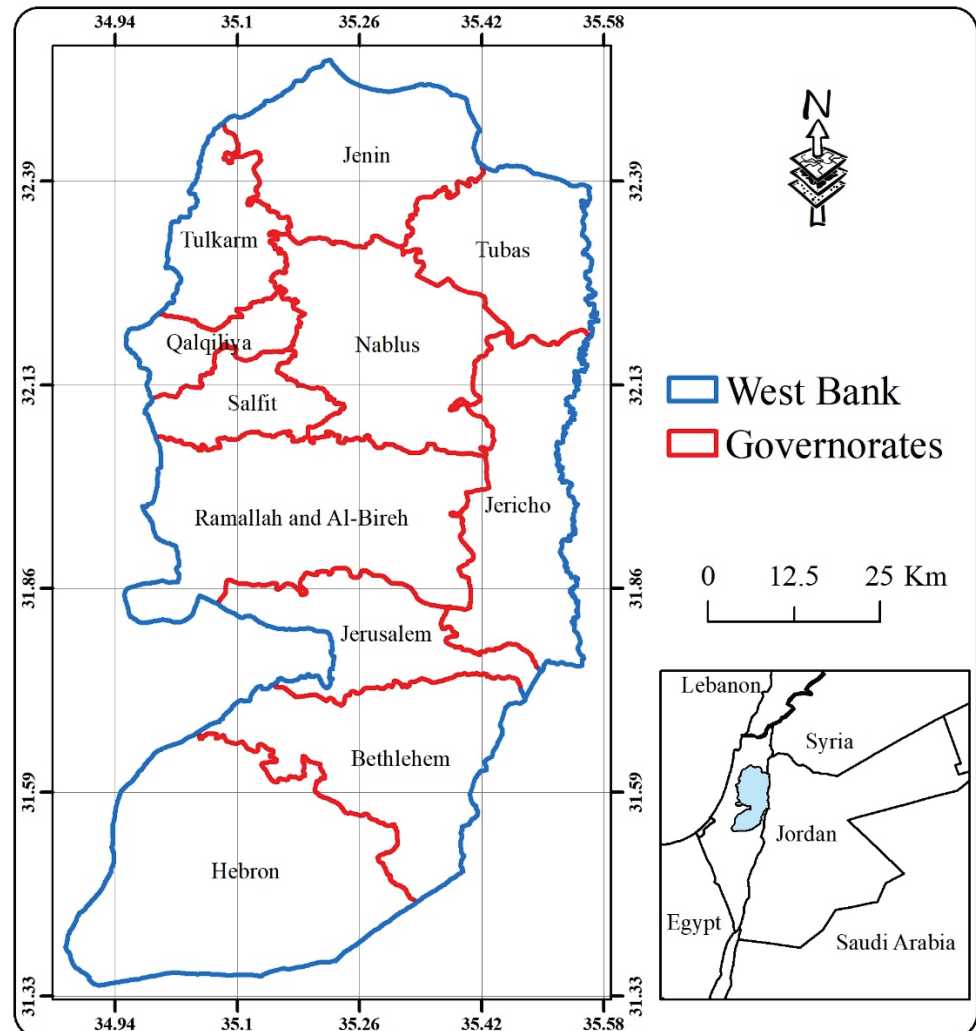 34.94 35.1 35.26 35.42 35.58
N
Jenin
32.39 32.39
Tulkarm
Tubas
Qalqiliya
Nablus
32.13 32.13
West Bank
Salfit
Governorates
Ramallah and Al-Bireh
Jericho
31.86 31.86
0 12.5 25 Km
Jerusalem
Bethlehem
31.59 31.59
Hebron
31.33 31.33
34.94 35.1 35.26 35.42 35.58
Lebanon
Syria
Jordan
Egypt
Saudi Arabia